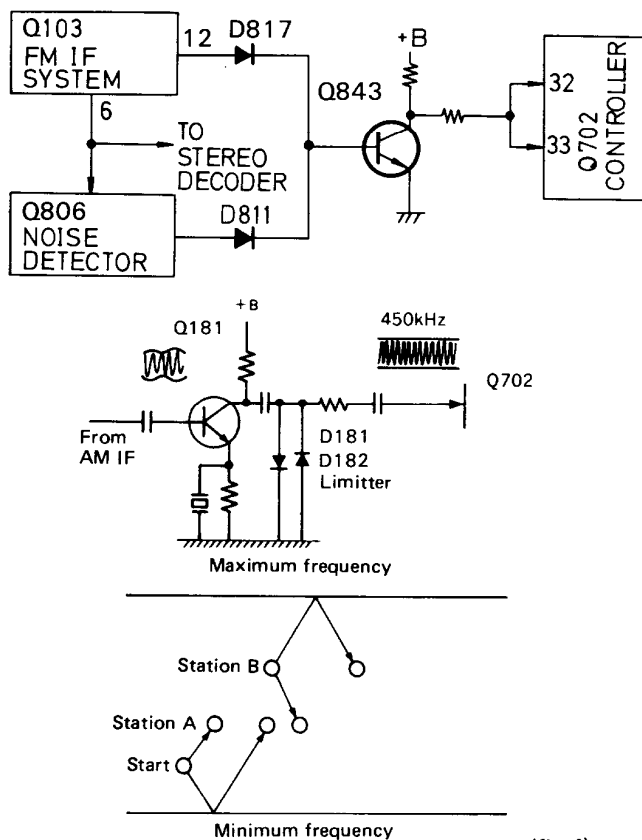 Q103
FM IF
SYSTEM
12
D817
6
TO
STEREO
DECODER
Q806
NOISE
DETECTOR
D811
Q843
+B
32
33
Q702
CONTROLLER
+B
Q181
450kHz
Q702
From
AM IF
D181
D182
Limitter
Maximum frequency
Station B
Station A
Start
Minimum frequency